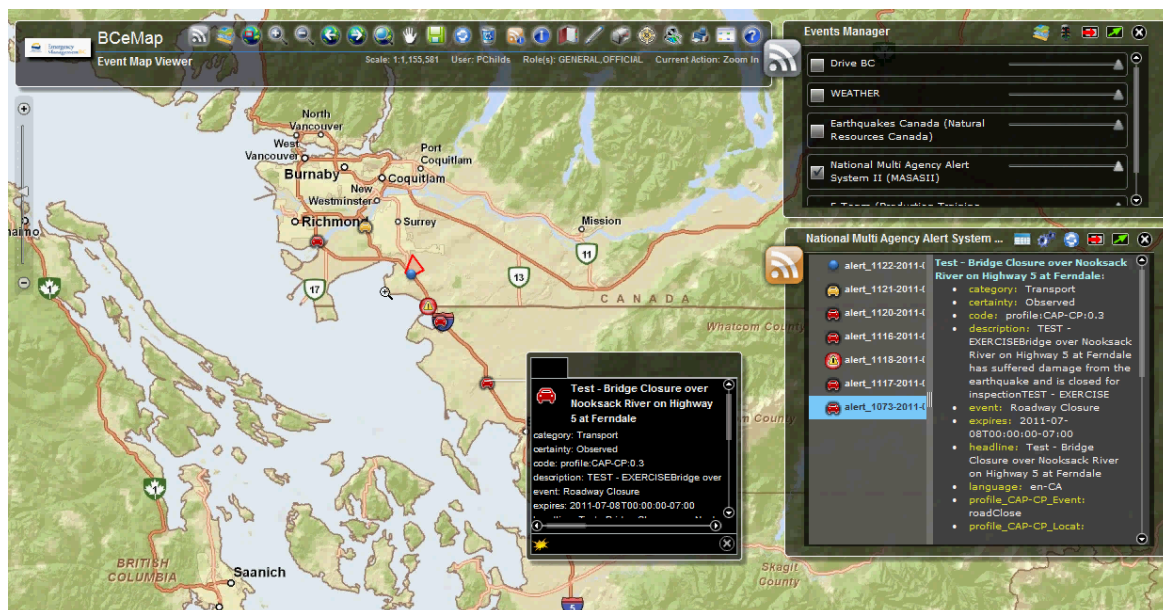 Emergency
Management BC
BCeMap
Event Map Viewer
Scale: 1:1,155,581 User: PChilds Role(s): GENERAL,OFFICIAL Current Action: Zoom In
Events Manager
Drive BC
WEATHER
Earthquakes Canada (Natural
Resources Canada)
National Multi Agency Alert
System II (MASASII)
National Multi Agency Alert System ...
alert_1122-2011-
alert_1121-2011-
alert_1120-2011-
alert_1116-2011-
alert_1118-2011-
alert_1117-2011-
alert_1073-2011-
Test - Bridge Closure over Nooksack
River on Highway 5 at Ferndale:
category: Transport
certainty: Observed
code: profile:CAP-CP:0.3
description: TEST -
EXERCISEBridge over Nooksack
River on Highway 5 at Ferndale
has suffered damage from the
earthquake and is closed for
inspectionTEST - EXERCISE
event: Roadway Closure
expires: 2011-07-
08T00:00:00-07:00
headline: Test - Bridge
Closure over Nooksack River
on Highway 5 at Ferndale
language: en-CA
profile_CAP-CP_Event:
roadClose
profile_CAP-CP_Locat:
Test - Bridge Closure over
Nooksack River on Highway
5 at Ferndale
category: Transport
certainty: Observed
code: profile:CAP-CP:0.3
description: TEST - EXERCISEBridge over
event: Roadway Closure
expires: 2011-07-08T00:00:00-07:00
North
Vancouver
West
Vancouver
Burnaby
Port
Coquitlam
Coquitlam
New
Westminster
Richmond
Surrey
Mission
11
13
17
CANADA
Whatcom County
m County
naimo
1
1
BRITISH
COLUMBIA
Saanich
Skagit
County
5